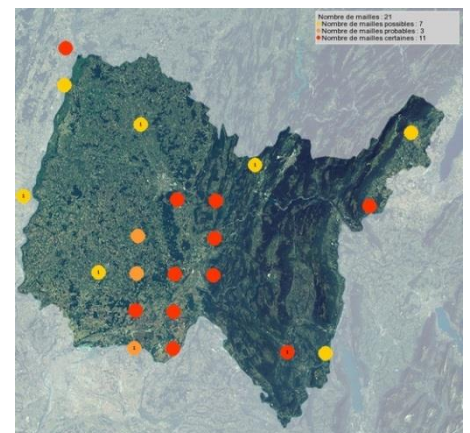 Nombre de mailles : 21
Nombre de mailles possibles : 7
Nombre de mailles probables : 3
Nombre de mailles certaines : 11